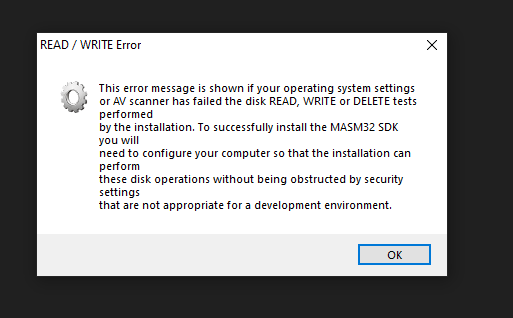 READ / WRITE Error
This error message is shown if your operating system settings
or AV scanner has failed the disk READ, WRITE or DELETE tests
performed
by the installation. To successfully install the MASM32 SDK
you will
need to configure your computer so that the installation can
perform
these disk operations without being obstructed by security
settings
that are not appropriate for a development environment.
OK